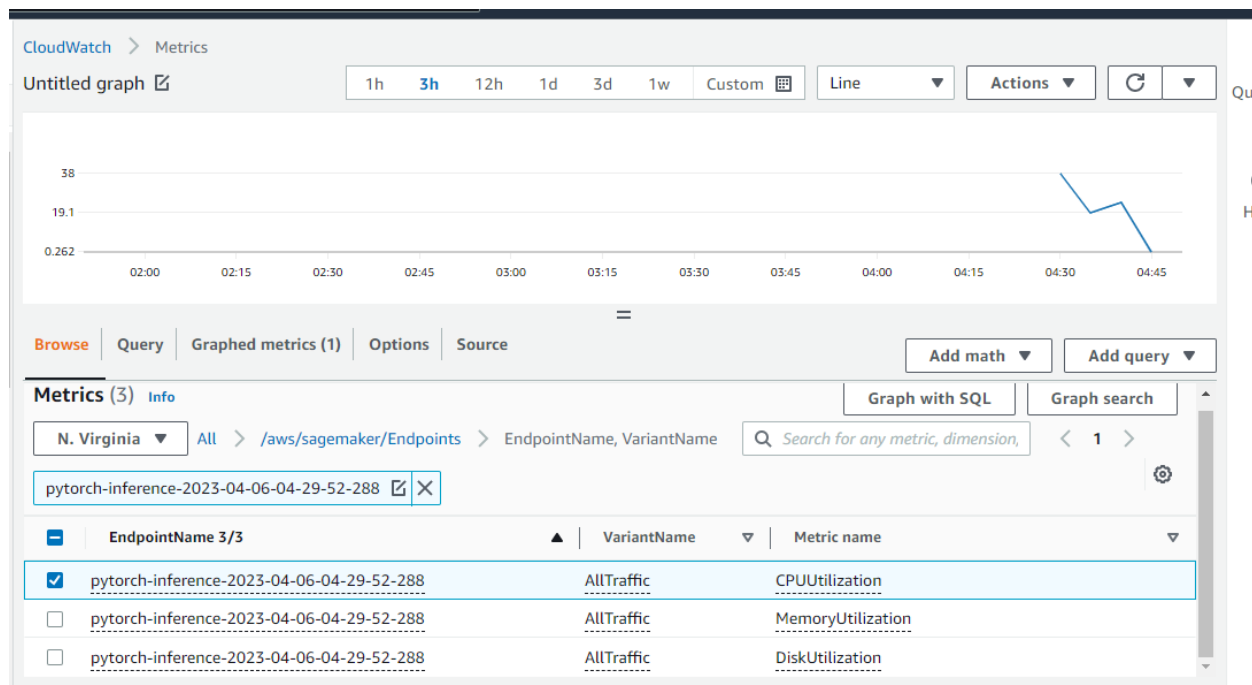 CloudWatch > Metrics
Untitled graph
1h 3h 12h 1d 3d 1w Custom Line Actions
Qu
38
19.1
H
0.262
02:00 02:15 02:30 02:45 03:00 03:15 03:30 03:45 04:00 04:15 04:30 04:45
Browse Query Graphed metrics (1) Options Source
Add math Add query
Metrics (3) Info
Graph with SQL Graph search
N. Virginia All > /aws/sagemaker/Endpoints > EndpointName, VariantName Search for any metric, dimension, < 1 >
pytorch-inference-2023-04-06-04-29-52-288
EndpointName 3/3 VariantName Metric name
pytorch-inference-2023-04-06-04-29-52-288 AllTraffic CPUUtilization
pytorch-inference-2023-04-06-04-29-52-288 AllTraffic MemoryUtilization
pytorch-inference-2023-04-06-04-29-52-288 AllTraffic DiskUtilization